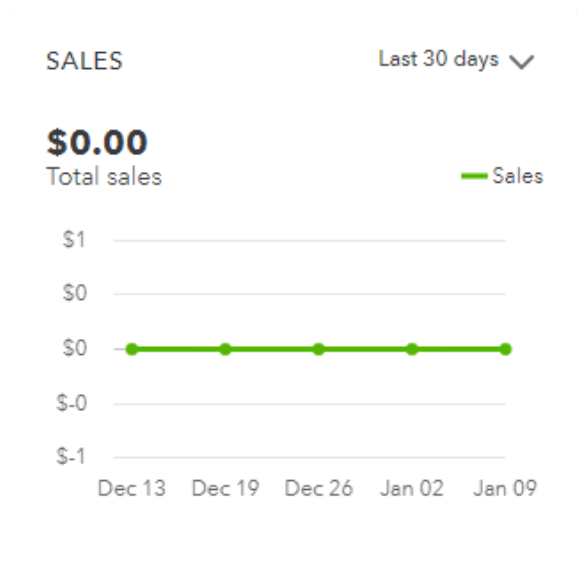 SALES
Last 30 days
$0.00
Total sales
Sales
$1
$0
$0
$-0
$-1
Dec 13 Dec 19 Dec 26 Jan 02 Jan 09